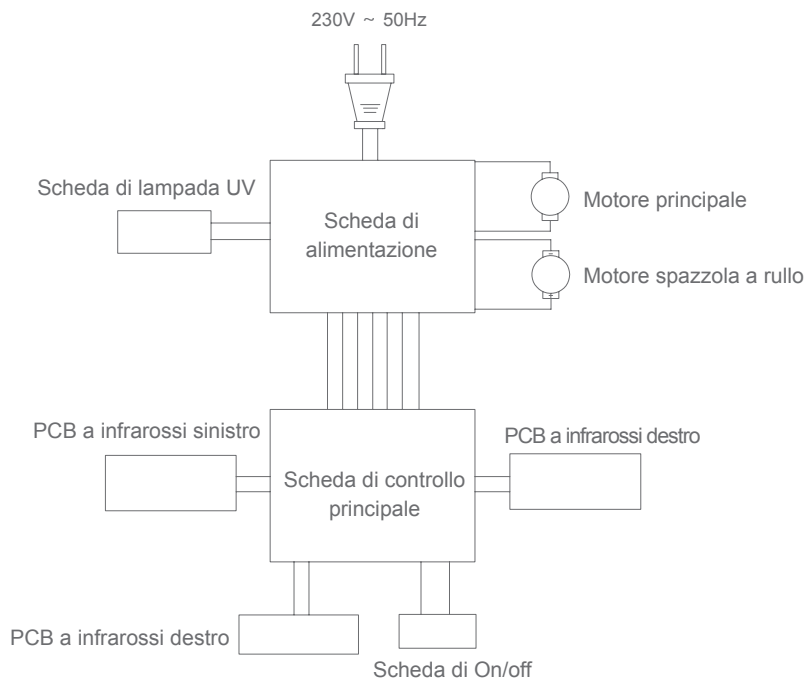 230V ~ 50Hz
Scheda di lampada UV
Scheda di
alimentazione
Motore principale
Motore spazzola a rullo
PCB a infrarossi sinistro
Scheda di controllo
principale
PCB a infrarossi destro
PCB a infrarossi destro
Scheda di On/off